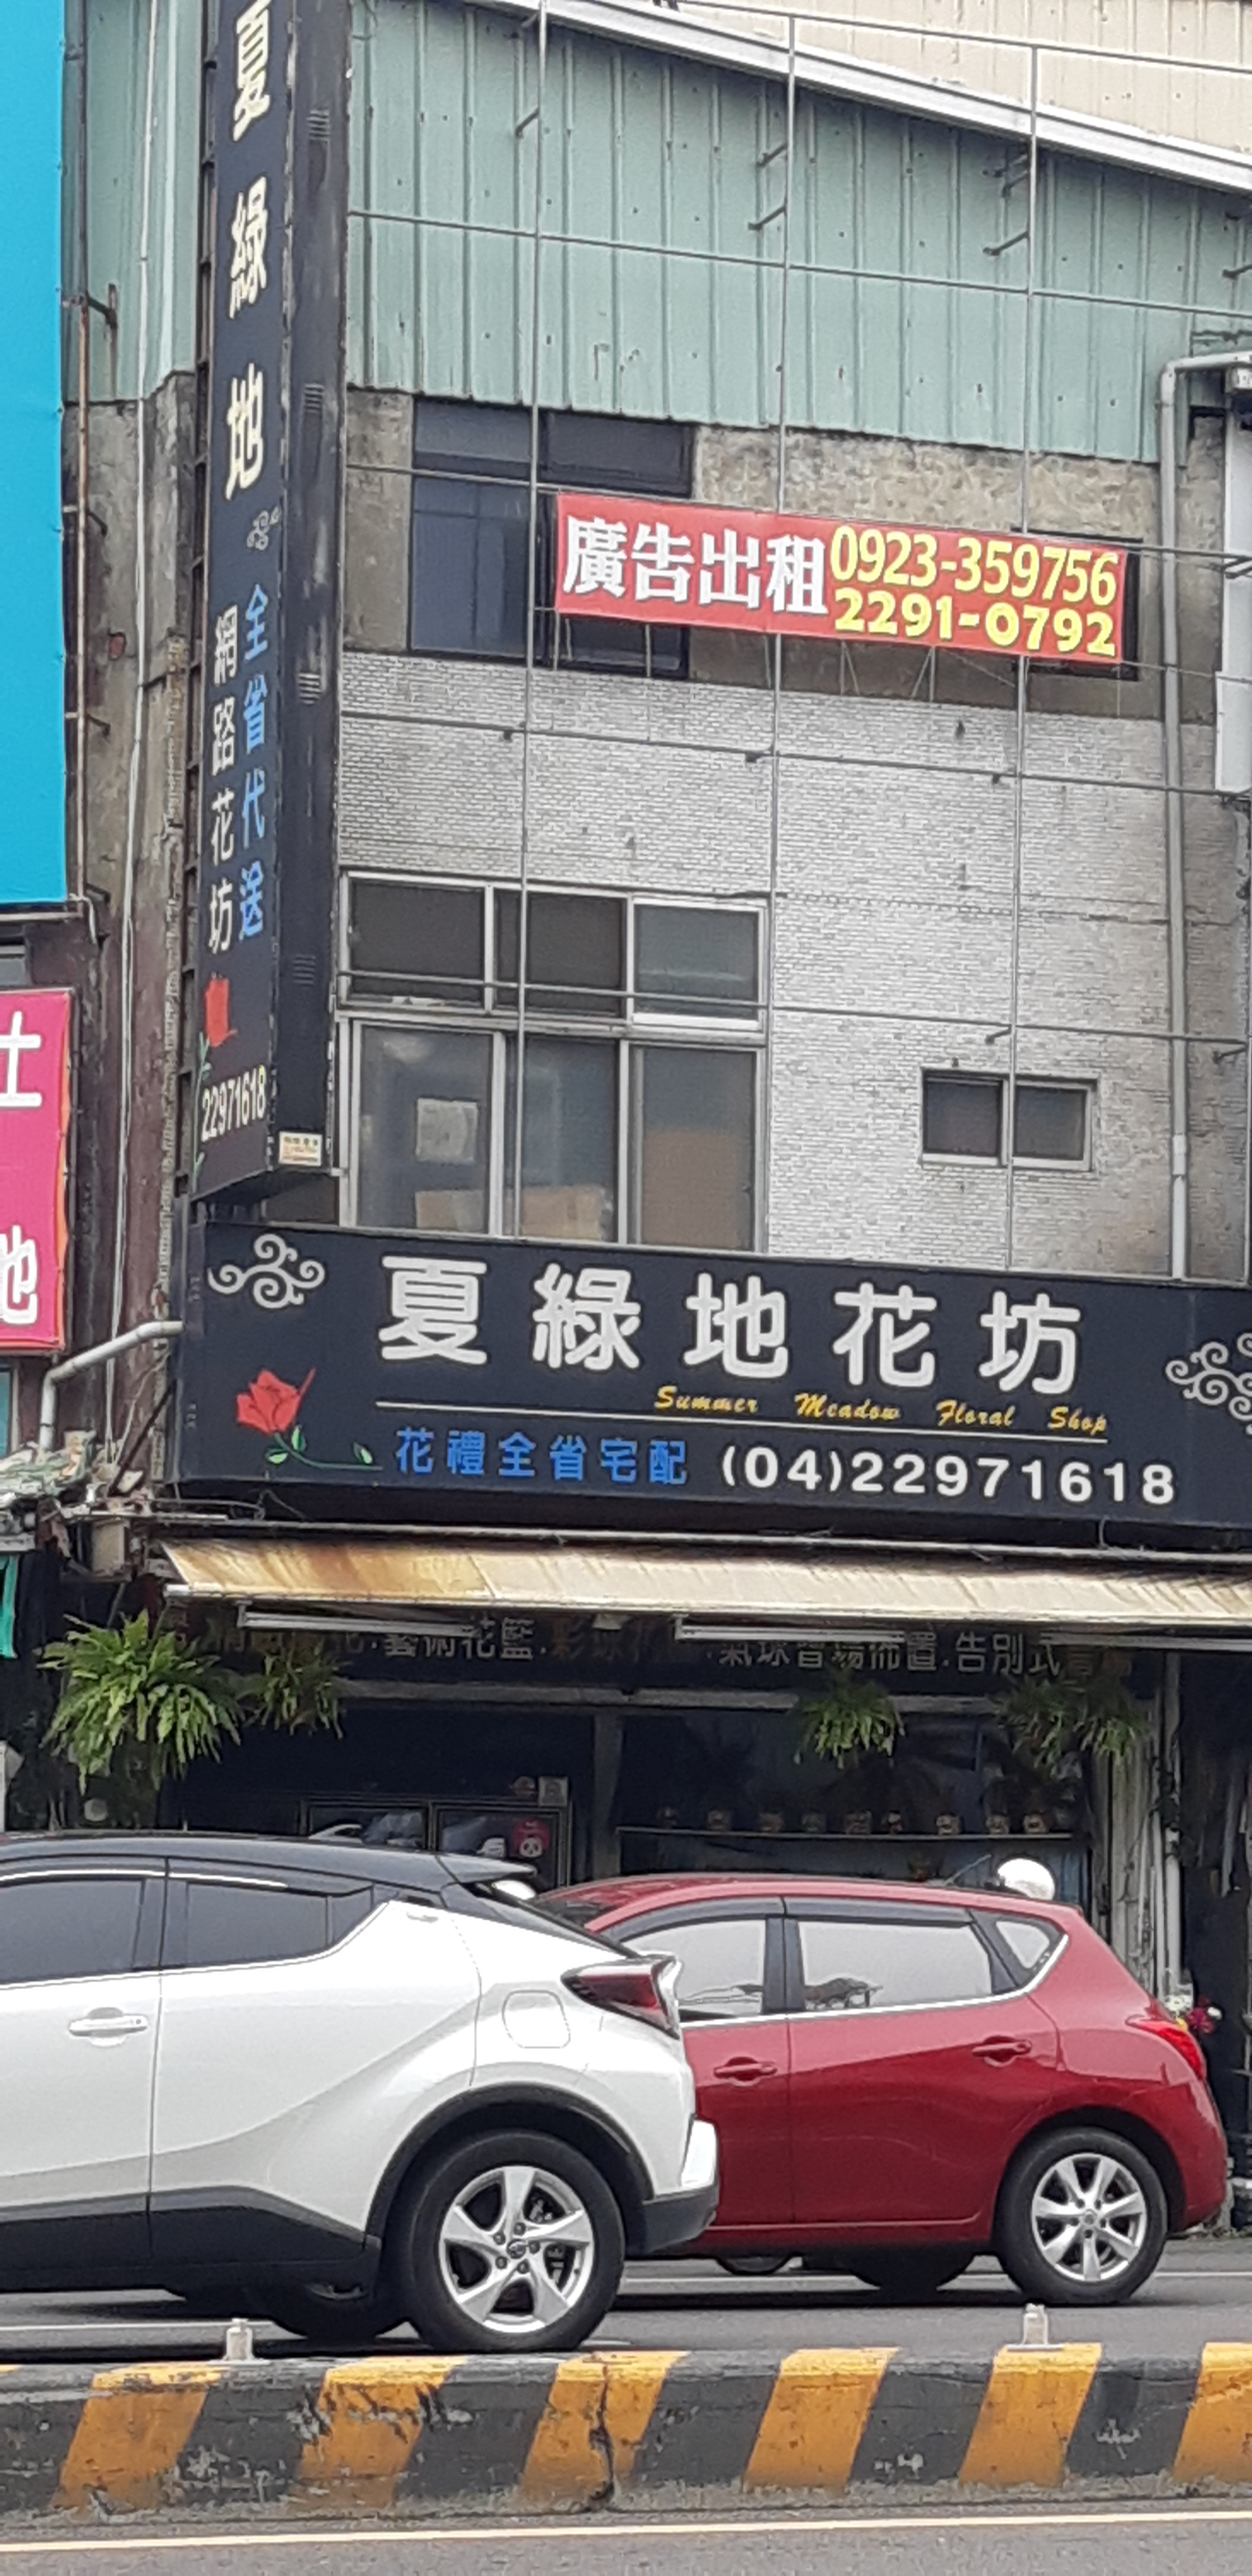 夏綠地
全省代送
網路花坊
22971618
廣告出租
0923-359756
2291-0792
夏綠地花坊
Summer Meadow Floral Shop
花禮全省宅配 (04)22971618
藝術花籃
氣球會場佈置.告別式
士
地